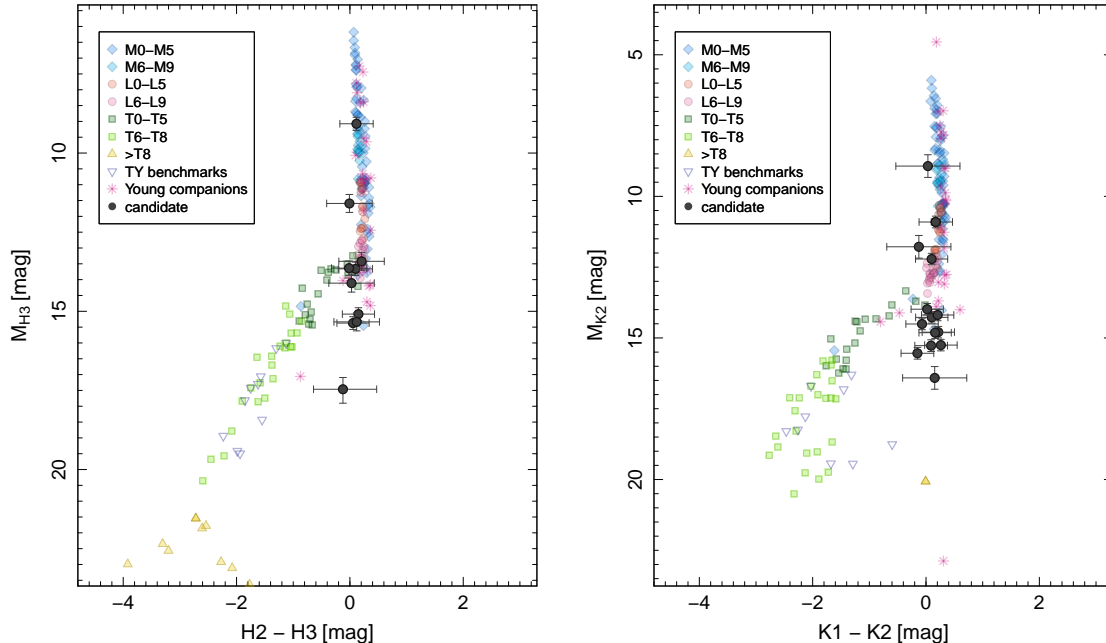 M0−M5
M6−M9
L0−L5
L6−L9
T0−T5
T6−T8
>T8
TY benchmarks
Young companions
candidate
10
15
20
M_H3 [mag]
−4
−2
0
2
H2 − H3 [mag]
M0−M5
M6−M9
L0−L5
L6−L9
T0−T5
T6−T8
>T8
TY benchmarks
Young companions
candidate
5
10
15
20
M_K2 [mag]
−4
−2
0
2
K1 − K2 [mag]